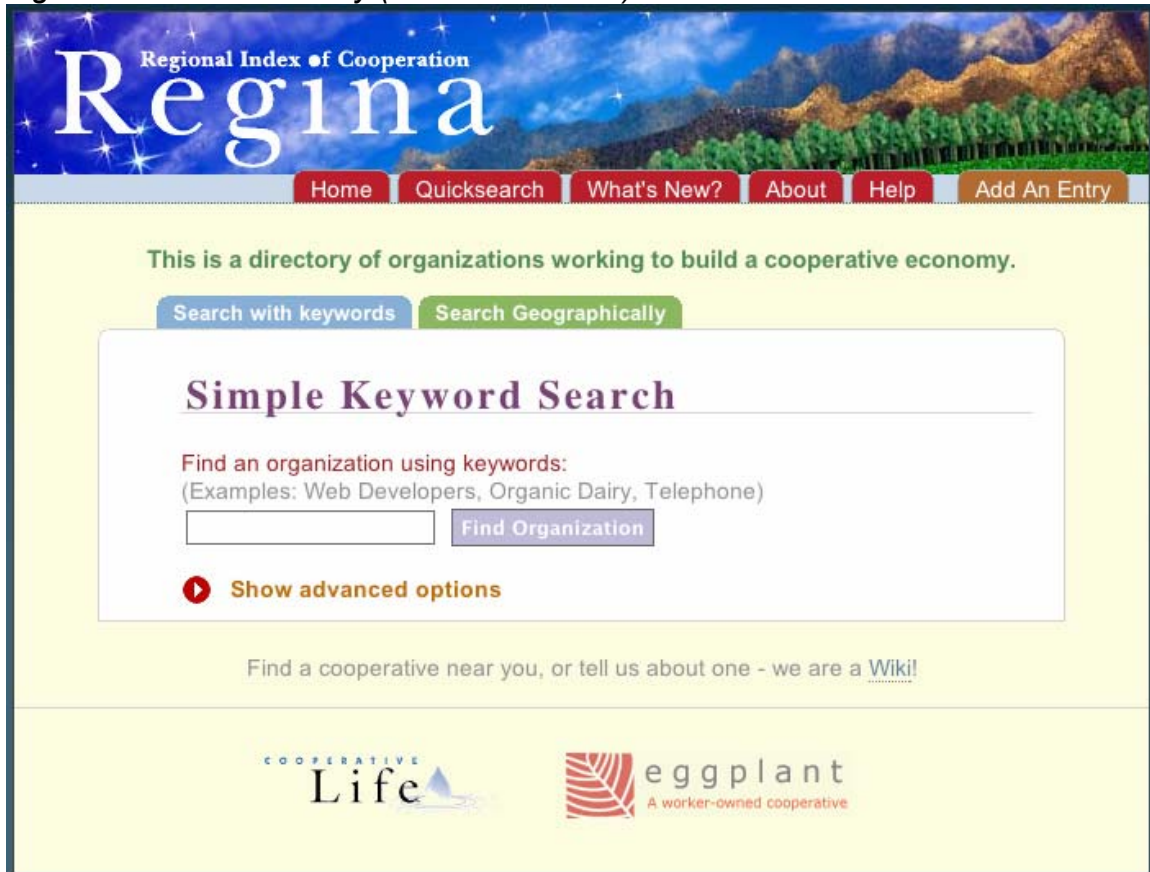 Regional Index of Cooperation
Regina
Home Quicksearch What's New? About Help Add An Entry
This is a directory of organizations working to build a cooperative economy.
Search with keywords Search Geographically
Simple Keyword Search
Find an organization using keywords:
(Examples: Web Developers, Organic Dairy, Telephone)
Find Organization
Show advanced options
Find a cooperative near you, or tell us about one - we are a Wiki!
COOPERATIVE
Life
eggplant
A worker-owned cooperative